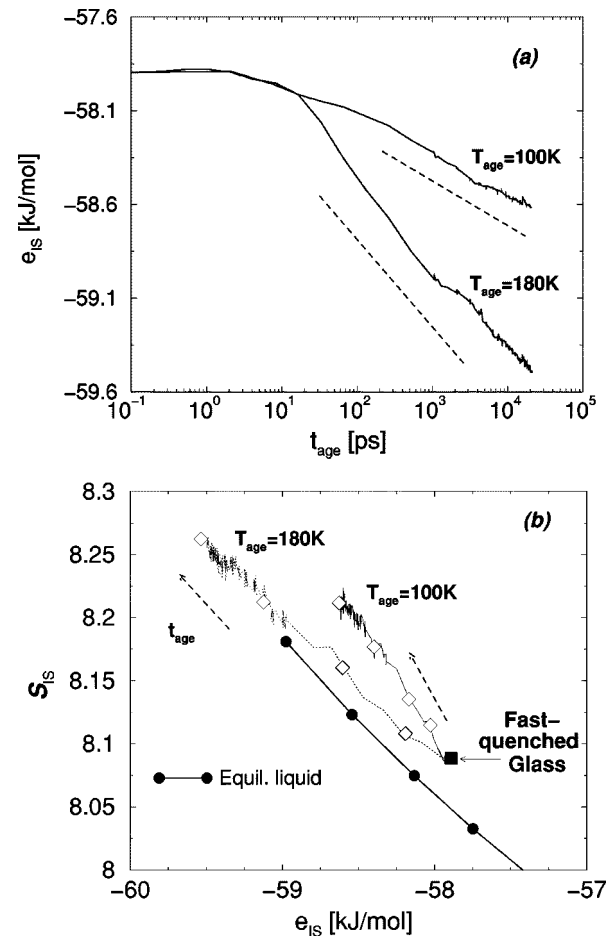 −57.6
(a)
−58.1
T_age=100K
−58.6
e_IS [kJ/mol]
T_age=180K
−59.1
−59.6
10^−1 10^0 10^1 10^2 10^3 10^4 10^5
t_age [ps]
8.3
(b)
T_age=180K
8.25
T_age=100K
8.2
t_age
S_IS
8.15
Fast−
quenched
Glass
8.1
Equil. liquid
8.05
8
−60 −59 −58 −57
e_IS [kJ/mol]